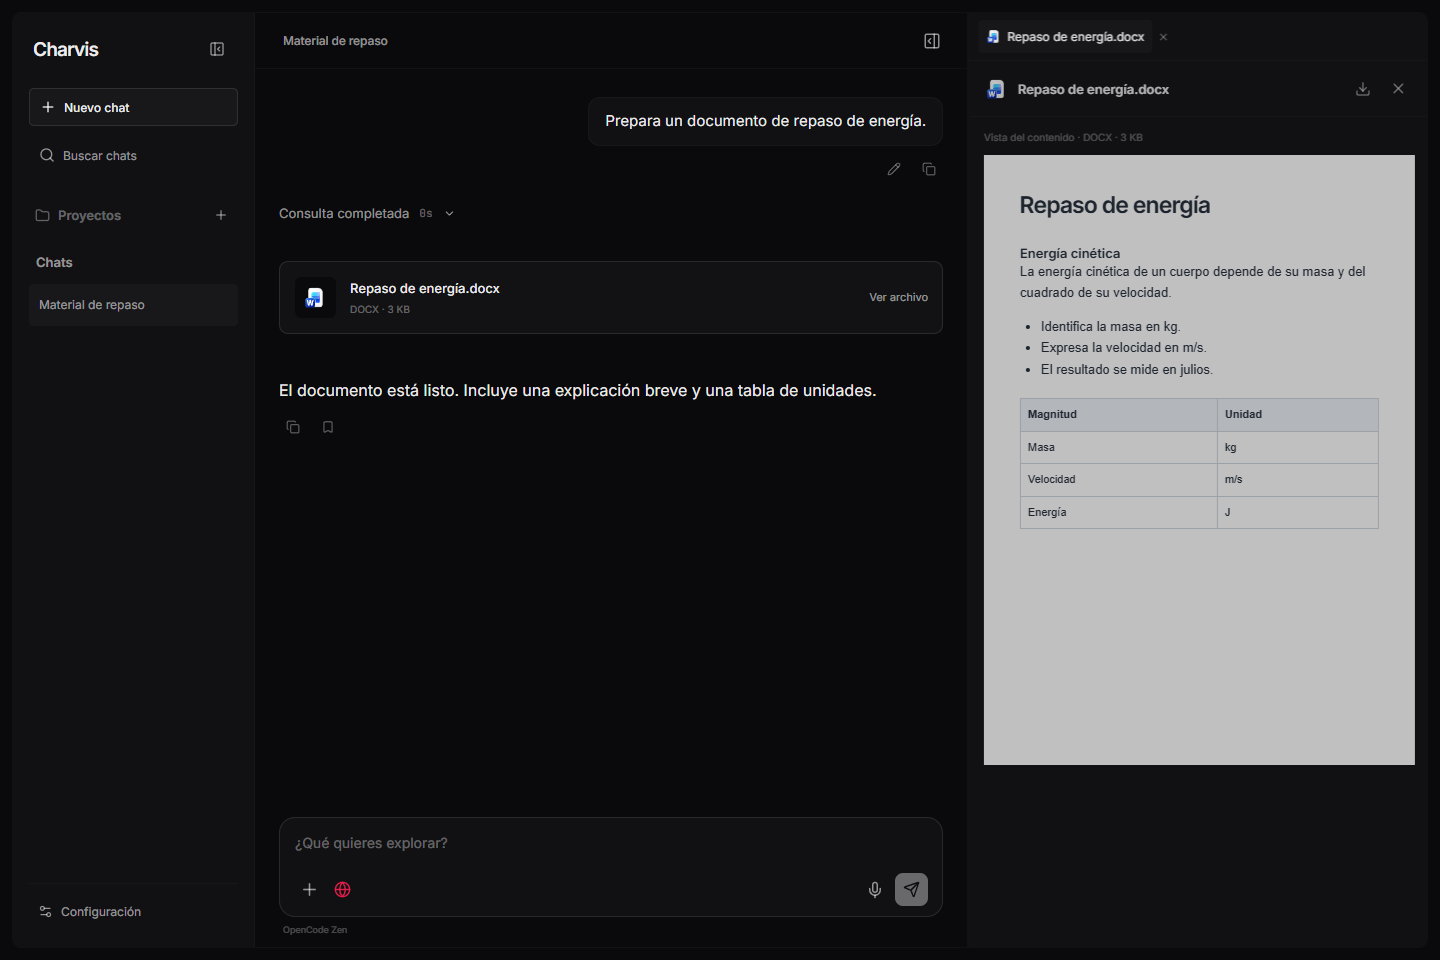 Charvis
Nuevo chat
Buscar chats
Proyectos
Chats
Material de repaso
Configuración
Material de repaso
Prepara un documento de repaso de energía.
Consulta completada 0s
Repaso de energía.docx
DOCX · 3 KB
Ver archivo
El documento está listo. Incluye una explicación breve y una tabla de unidades.
¿Qué quieres explorar?
OpenCode Zen
Repaso de energía.docx
Repaso de energía.docx
Vista del contenido · DOCX · 3 KB
Repaso de energía
Energía cinética
La energía cinética de un cuerpo depende de su masa y del
cuadrado de su velocidad.
• Identifica la masa en kg.
• Expresa la velocidad en m/s.
• El resultado se mide en julios.
Magnitud Unidad
Masa kg
Velocidad m/s
Energía J